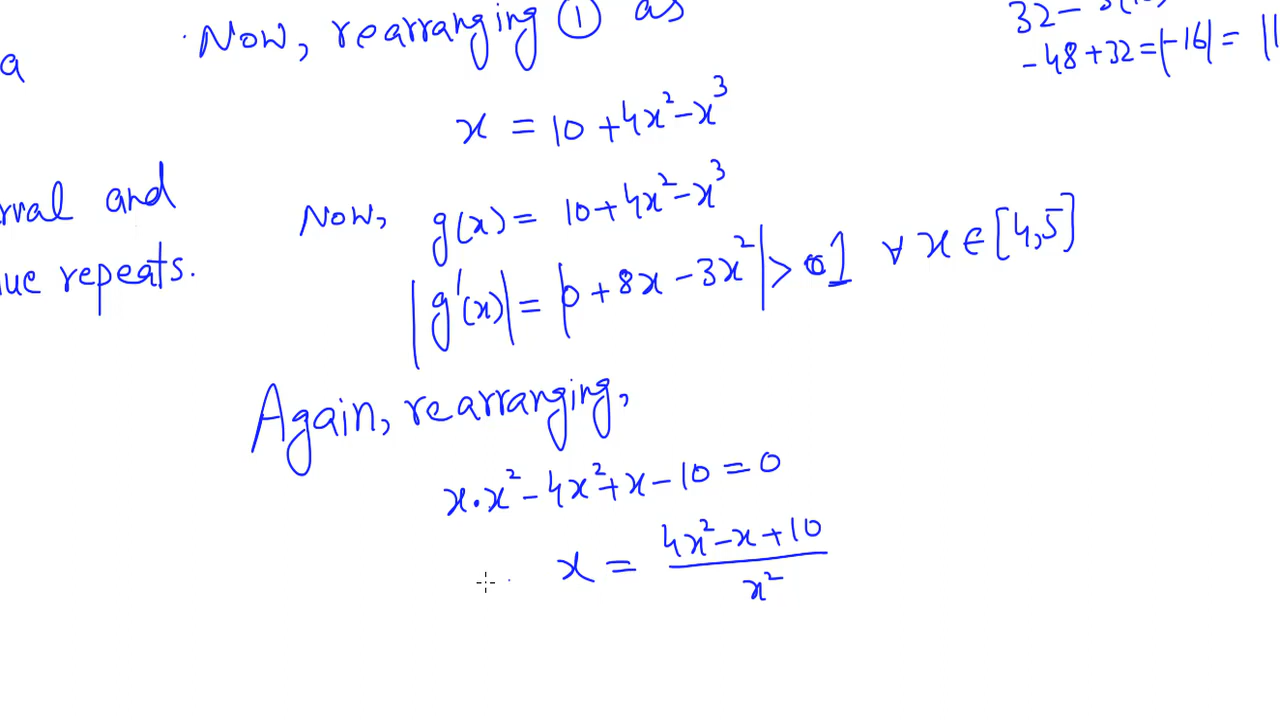 Now, rearranging ① as
a
32 -
-48+32=|-16|=
x = 10+4x²-x³
rval and
Now, g(x)= 10+4x²-x³
ue repeats.
|g'(x)| = |0+8x-3x²|>1 ∀ x∈[4,5]
Again, rearranging,
x·x²-4x²+x-10=0
x = (4x²-x+10)/x²